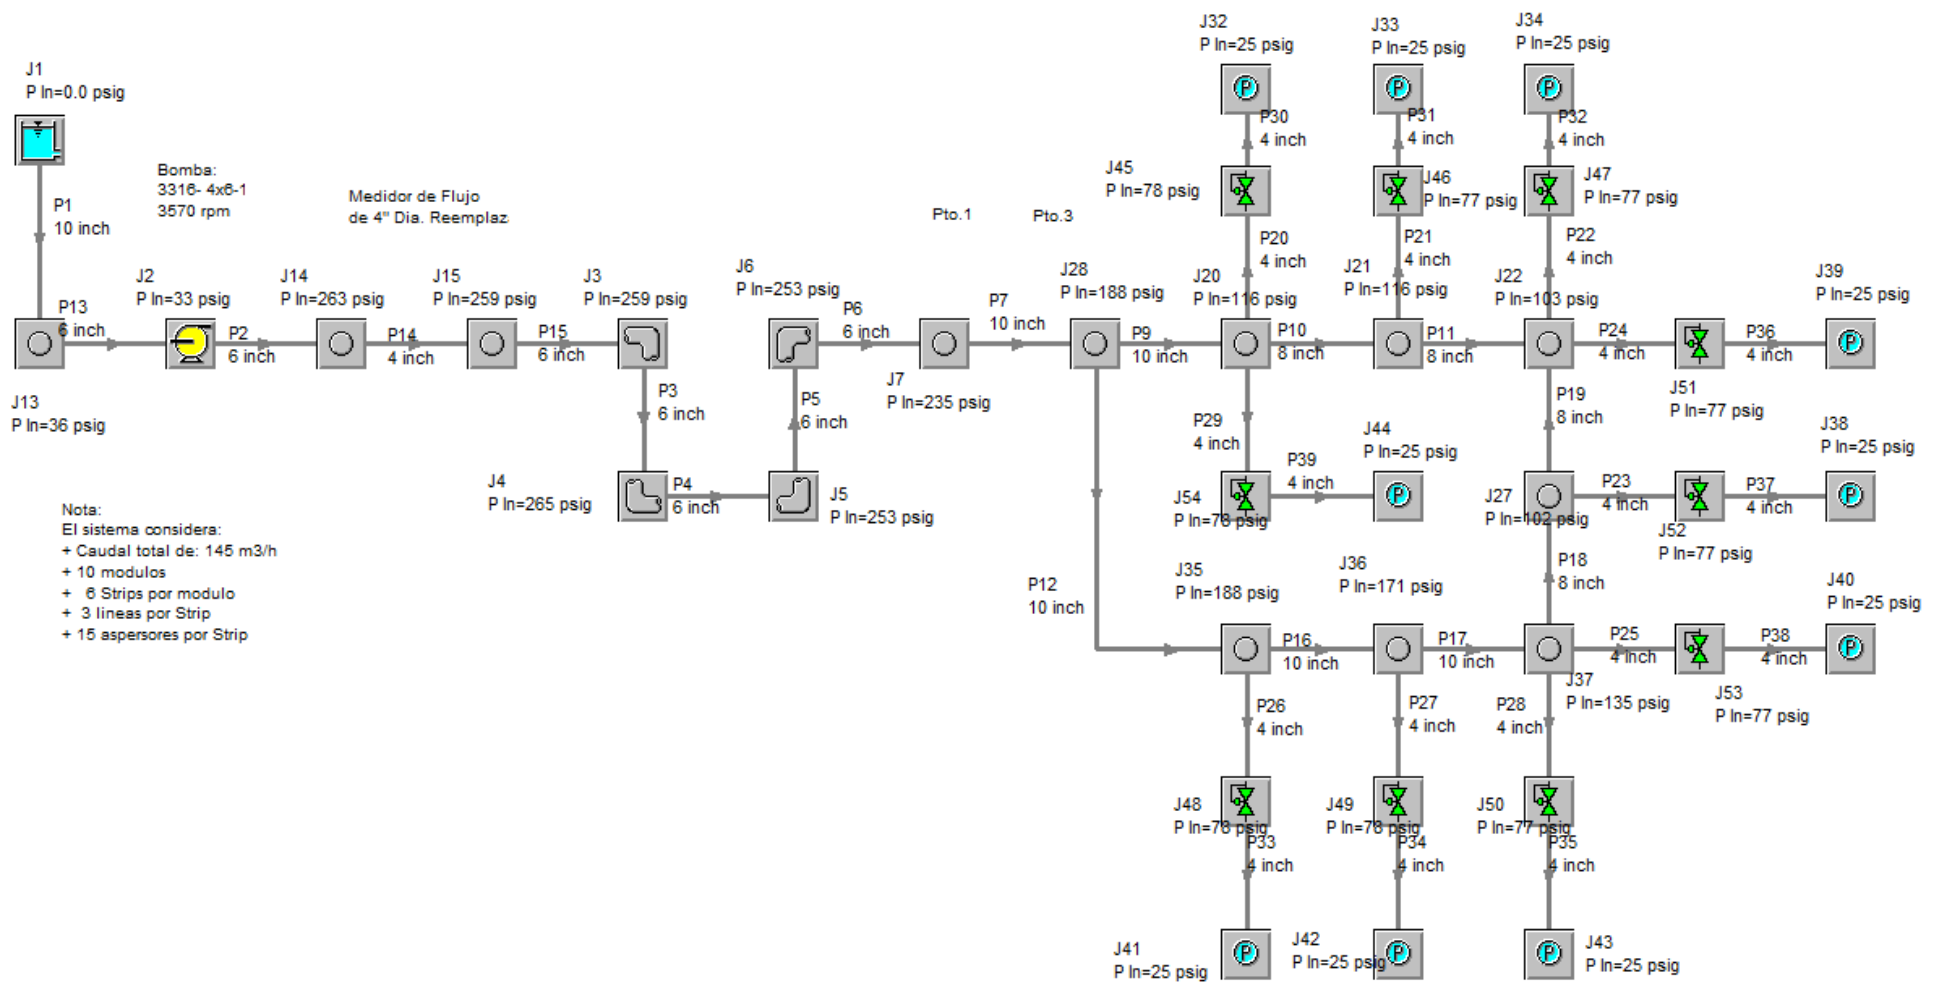 J1
P In=0.0 psig
P1
10 inch
Bomba:
3316- 4x6-1
3570 rpm
Medidor de Flujo
de 4" Dia. Reemplaz
Pto.1
Pto.3
J13
P In=36 psig
P13
6 inch
J2
P In=33 psig
P2
6 inch
J14
P In=263 psig
P14
4 inch
J15
P In=259 psig
P15
6 inch
J3
P In=259 psig
P3
6 inch
J4
P In=265 psig
P4
6 inch
J5
P In=253 psig
P5
6 inch
J6
P In=253 psig
P6
6 inch
J7
P In=235 psig
P7
10 inch
J28
P In=188 psig
P9
10 inch
P12
10 inch
J32
P In=25 psig
P30
4 inch
J45
P In=78 psig
P20
4 inch
J20
P In=116 psig
P10
8 inch
P29
4 inch
J54
P In=78 psig
P39
4 inch
J44
P In=25 psig
J33
P In=25 psig
P31
4 inch
J46
P In=77 psig
P21
4 inch
J21
P In=116 psig
P11
8 inch
J34
P In=25 psig
P32
4 inch
J47
P In=77 psig
P22
4 inch
J22
P In=103 psig
P24
4 inch
J51
P In=77 psig
P36
4 inch
J39
P In=25 psig
P19
8 inch
J27
P In=102 psig
P23
4 inch
J52
P In=77 psig
P37
4 inch
J38
P In=25 psig
P18
8 inch
J35
P In=188 psig
P16
10 inch
J36
P In=171 psig
P17
10 inch
J37
P In=135 psig
P25
4 inch
J53
P In=77 psig
P38
4 inch
J40
P In=25 psig
P26
4 inch
J48
P In=78 psig
P33
4 inch
J41
P In=25 psig
P27
4 inch
J49
P In=78 psig
P34
4 inch
J42
P In=25 psig
P28
4 inch
J50
P In=77 psig
P35
4 inch
J43
P In=25 psig
Nota:
El sistema considera:
+ Caudal total de: 145 m3/h
+ 10 modulos
+ 6 Strips por modulo
+ 3 lineas por Strip
+ 15 aspersores por Strip